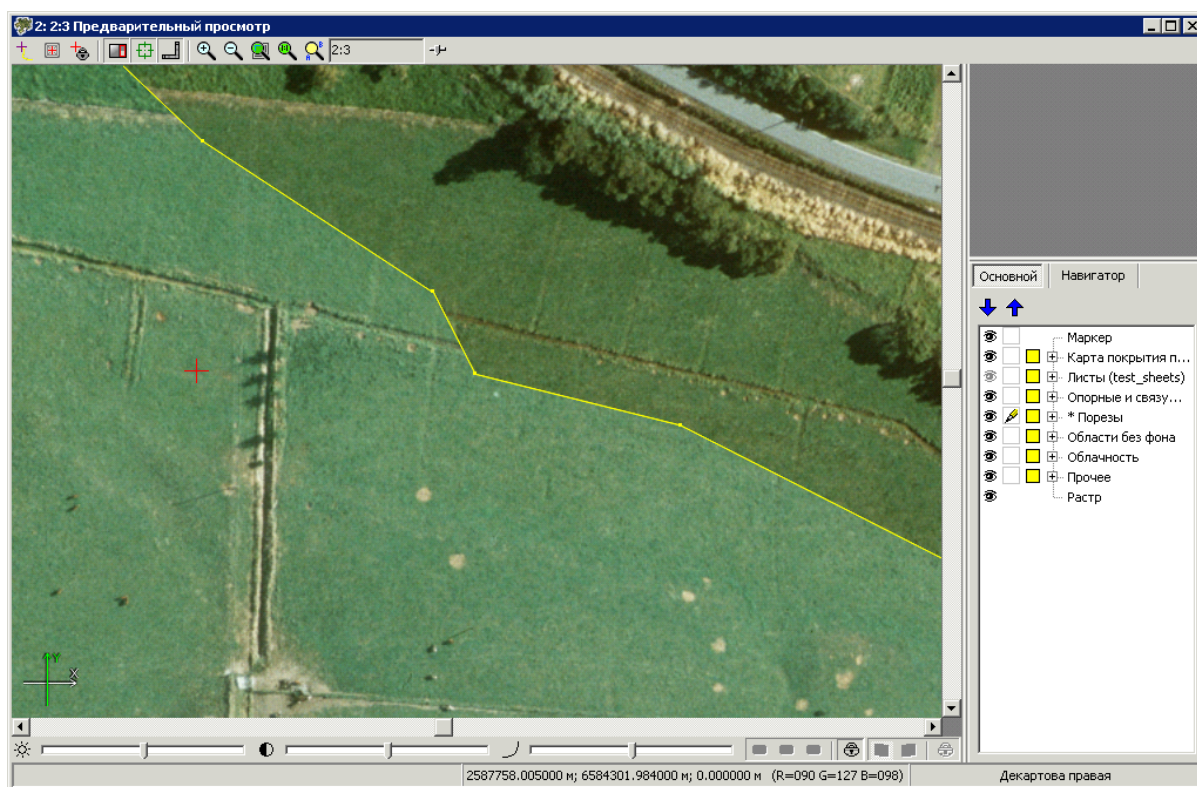 2: 2:3 Предварительный просмотр
2:3
Основной Навигатор
Маркер
Карта покрытия п...
Листы (test_sheets)
Опорные и связу...
* Порезы
Области без фона
Облачность
Прочее
Растр
Y
X
2587758.005000 м; 6584301.984000 м; 0.000000 м (R=090 G=127 B=098)
Декартова правая